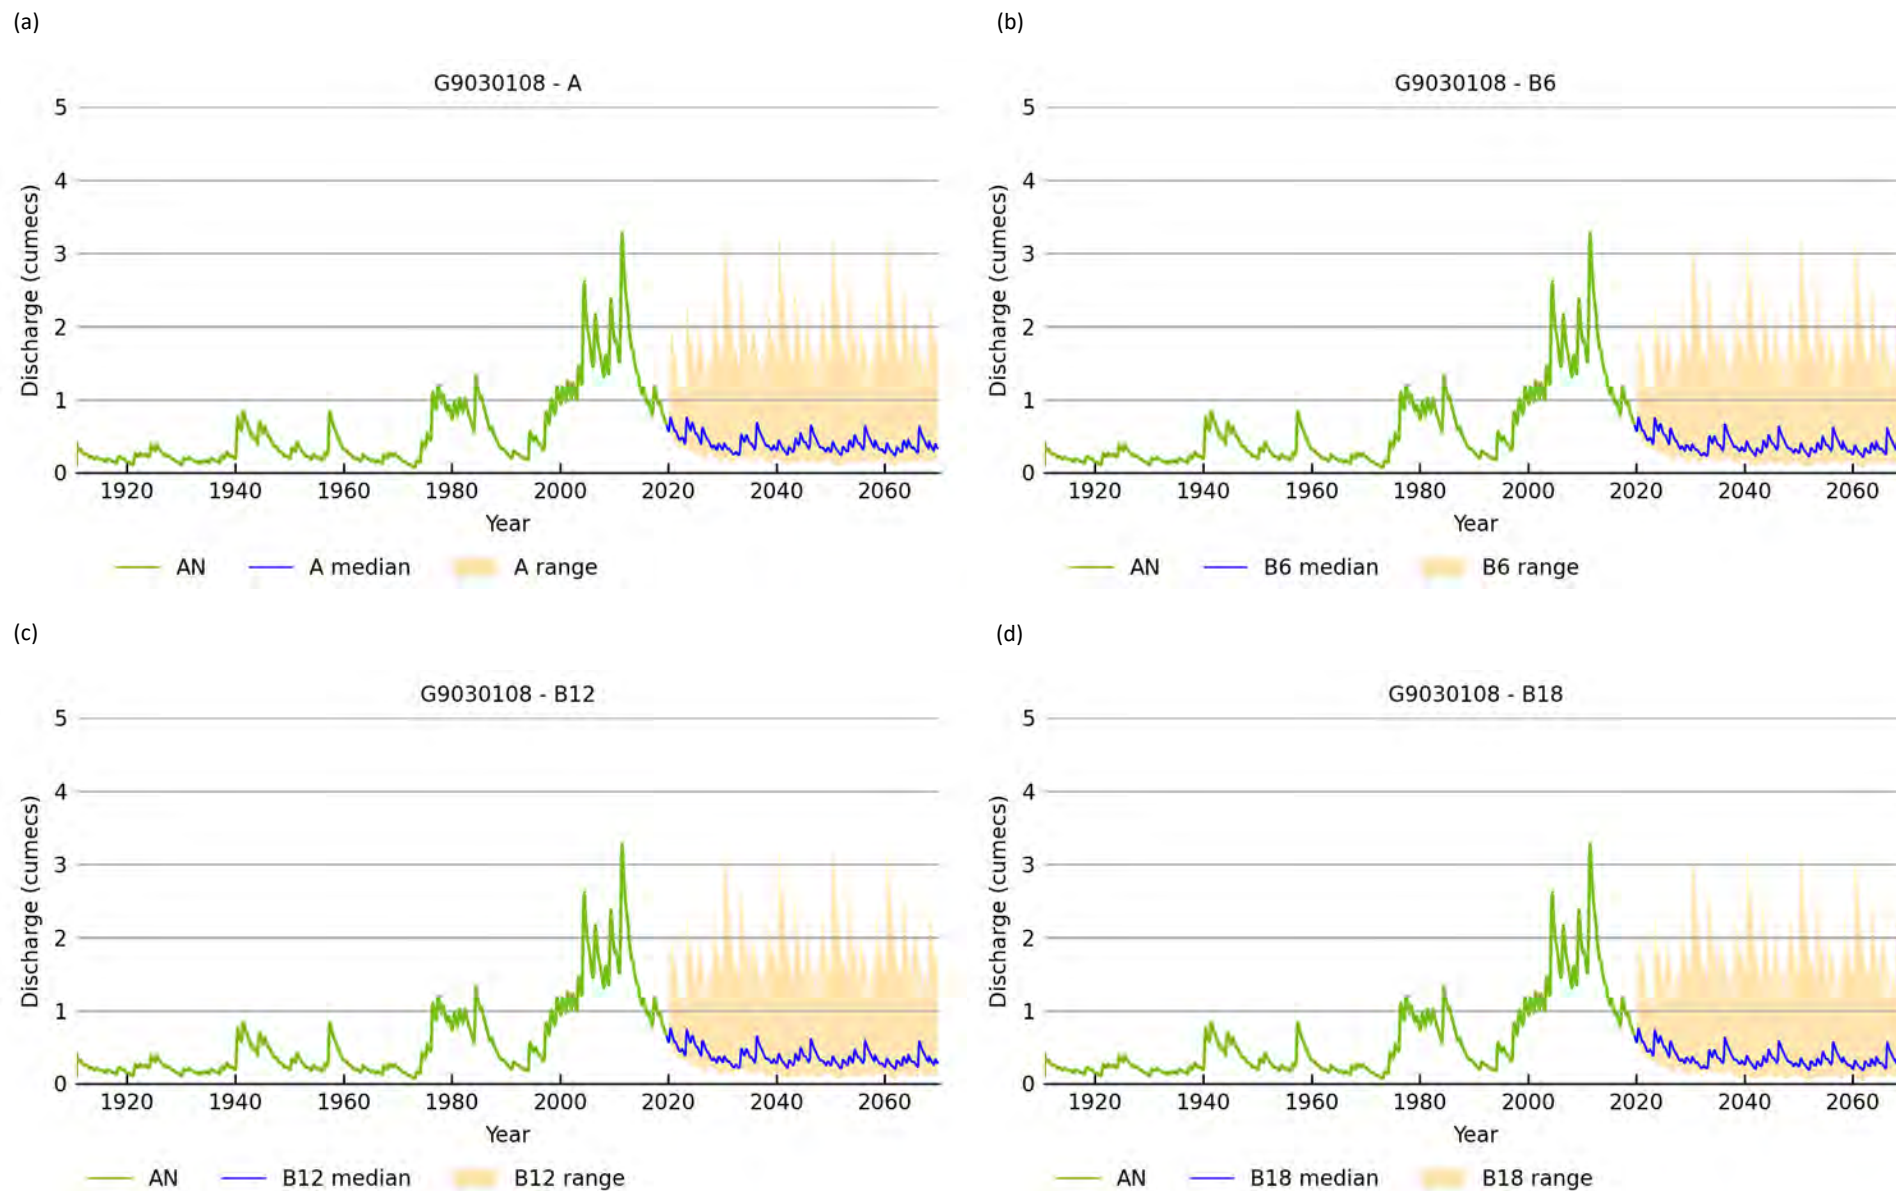 (a)
G9030108 - A
5
4
3
2
1
0
Discharge (cumecs)
1920 1940 1960 1980 2000 2020 2040 2060
Year
AN A median A range
(b)
G9030108 - B6
5
4
3
2
1
0
Discharge (cumecs)
1920 1940 1960 1980 2000 2020 2040 2060
Year
AN B6 median B6 range
(c)
G9030108 - B12
5
4
3
2
1
0
Discharge (cumecs)
1920 1940 1960 1980 2000 2020 2040 2060
Year
AN B12 median B12 range
(d)
G9030108 - B18
5
4
3
2
1
0
Discharge (cumecs)
1920 1940 1960 1980 2000 2020 2040 2060
Year
AN B18 median B18 range